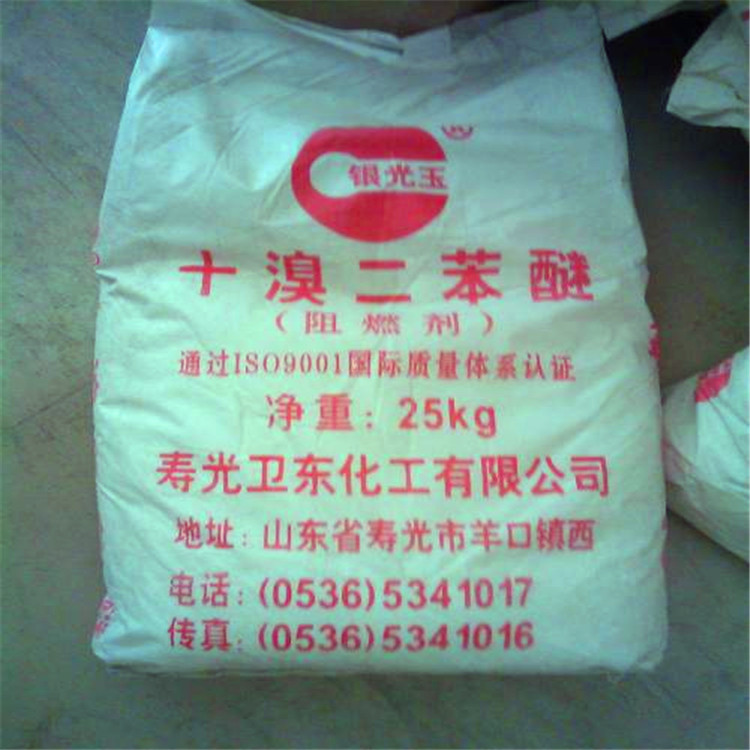 ®
银光玉
十溴二苯醚
(阻燃剂)
通过ISO9001国际质量体系认证
净重: 25kg
寿光卫东化工有限公司
地址: 山东省寿光市羊口镇西
电话: (0536)5341017
传真: (0536)5341016